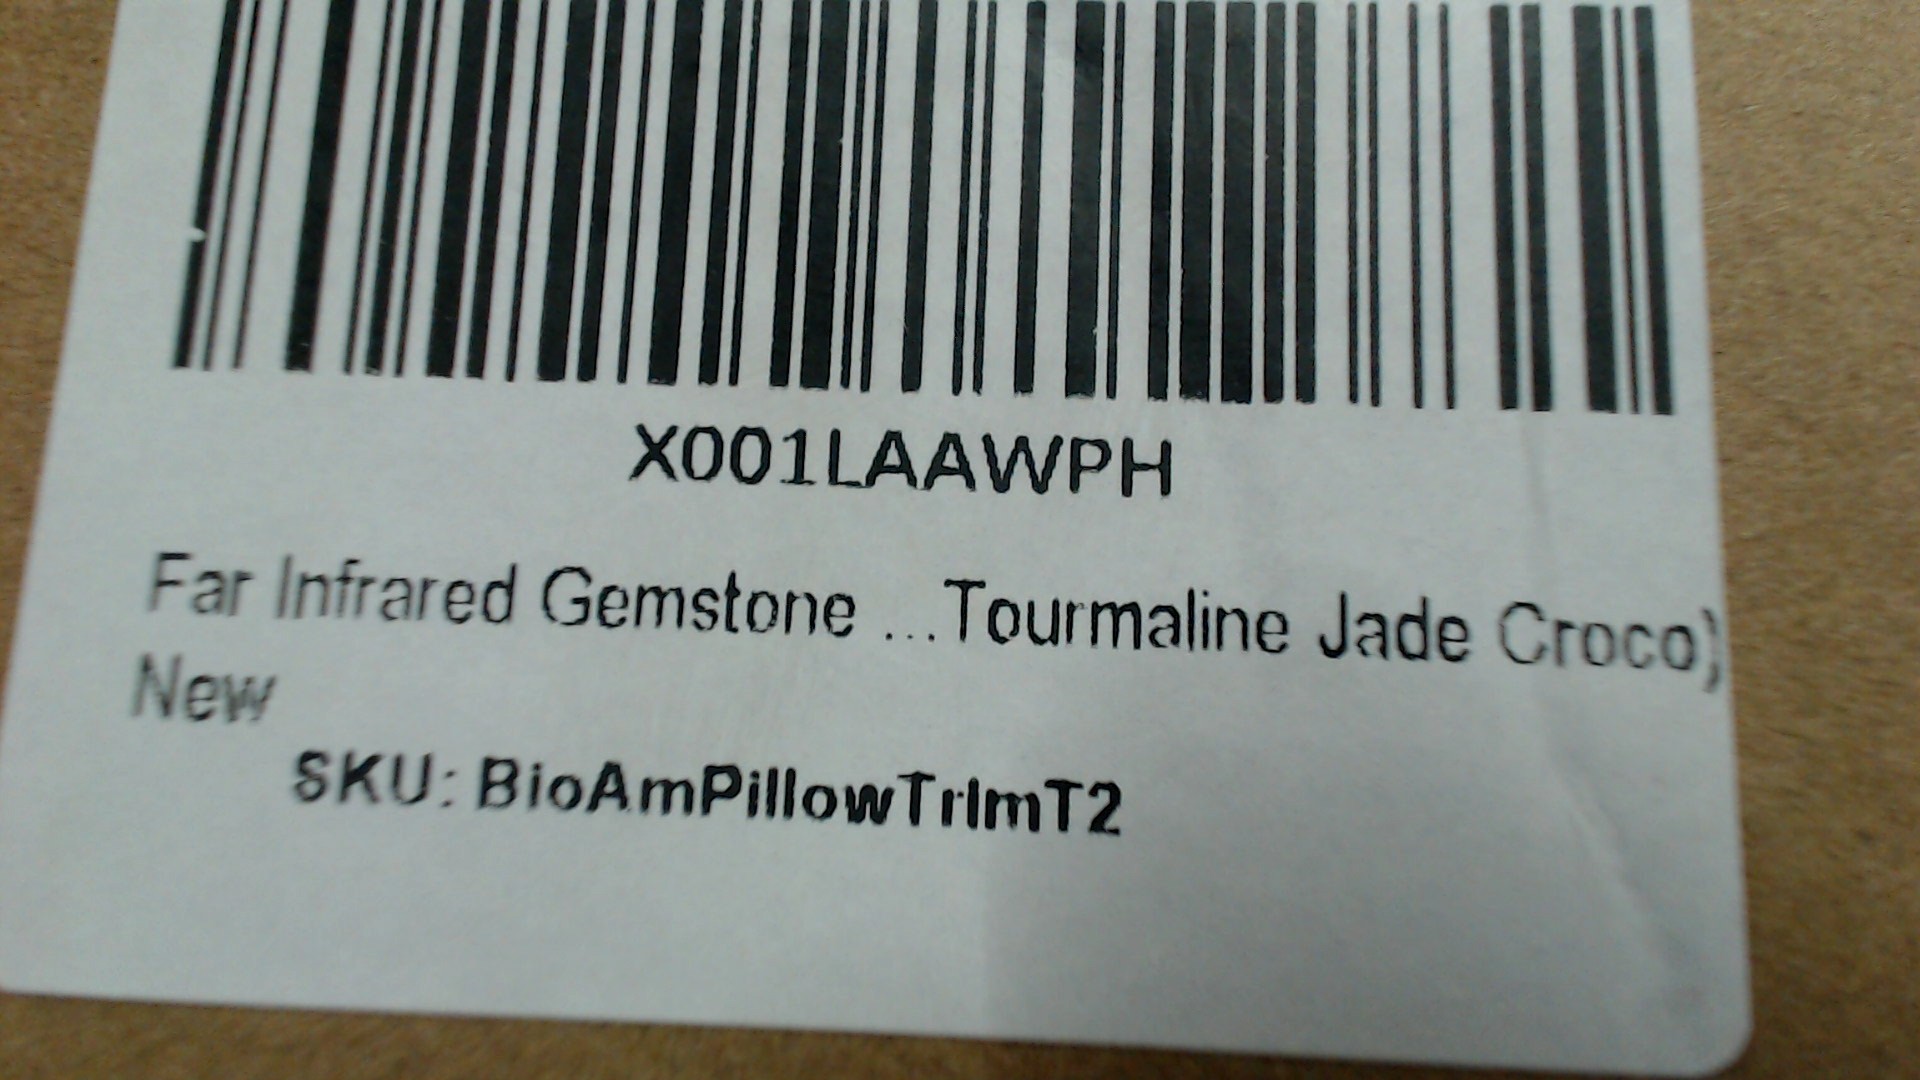 X001LAAWPH
Far Infrared Gemstone ...Tourmaline Jade Croco)
New
SKU: BioAmPillowTrlmT2